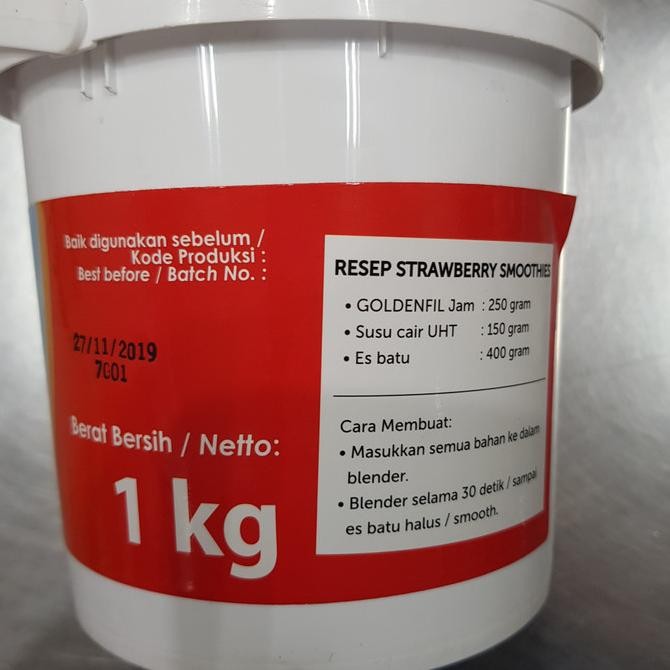 Baik digunakan sebelum /
Kode Produksi :
Best before / Batch No. :
27/11/2019
7001
Berat Bersih / Netto:
1 kg
RESEP STRAWBERRY SMOOTHIES
• GOLDENFIL Jam : 250 gram
• Susu cair UHT : 150 gram
• Es batu : 400 gram
Cara Membuat:
• Masukkan semua bahan ke dalam
blender.
• Blender selama 30 detik / sampai
es batu halus / smooth.